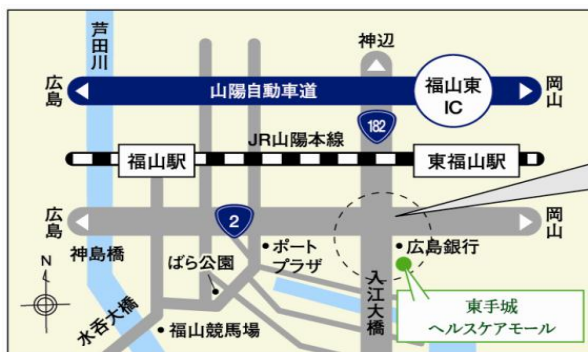 芦田川
神辺
広島
山陽自動車道
福山東
IC
岡山
182
JR山陽本線
福山駅
東福山駅
広島
2
岡山
神島橋
ばら公園
ポート
プラザ
広島銀行
N
水呑大橋
福山競馬場
入江大橋
東手城
ヘルスケアモール